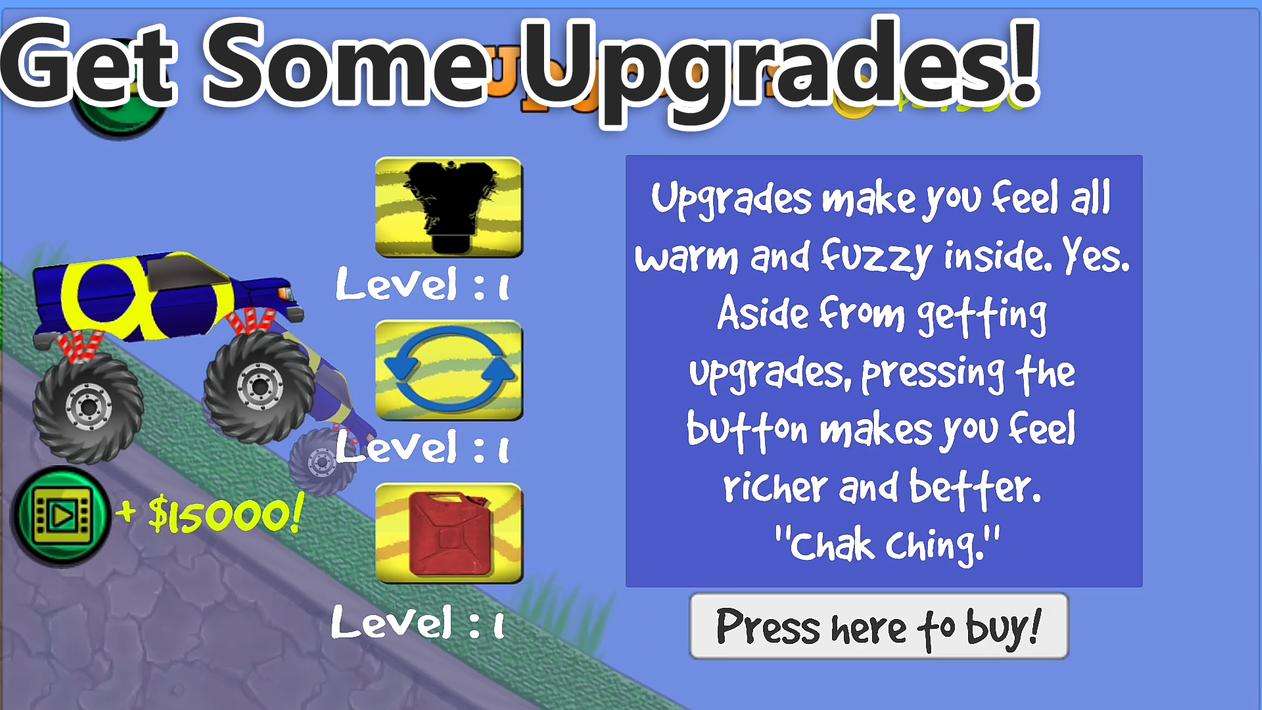 Get Some Upgrades!
Level : 1
Level : 1
Level : 1
+ $15000!
Upgrades make you feel all
warm and fuzzy inside. Yes.
Aside from getting
upgrades, pressing the
button makes you feel
richer and better.
"Chak Ching."
Press here to buy!